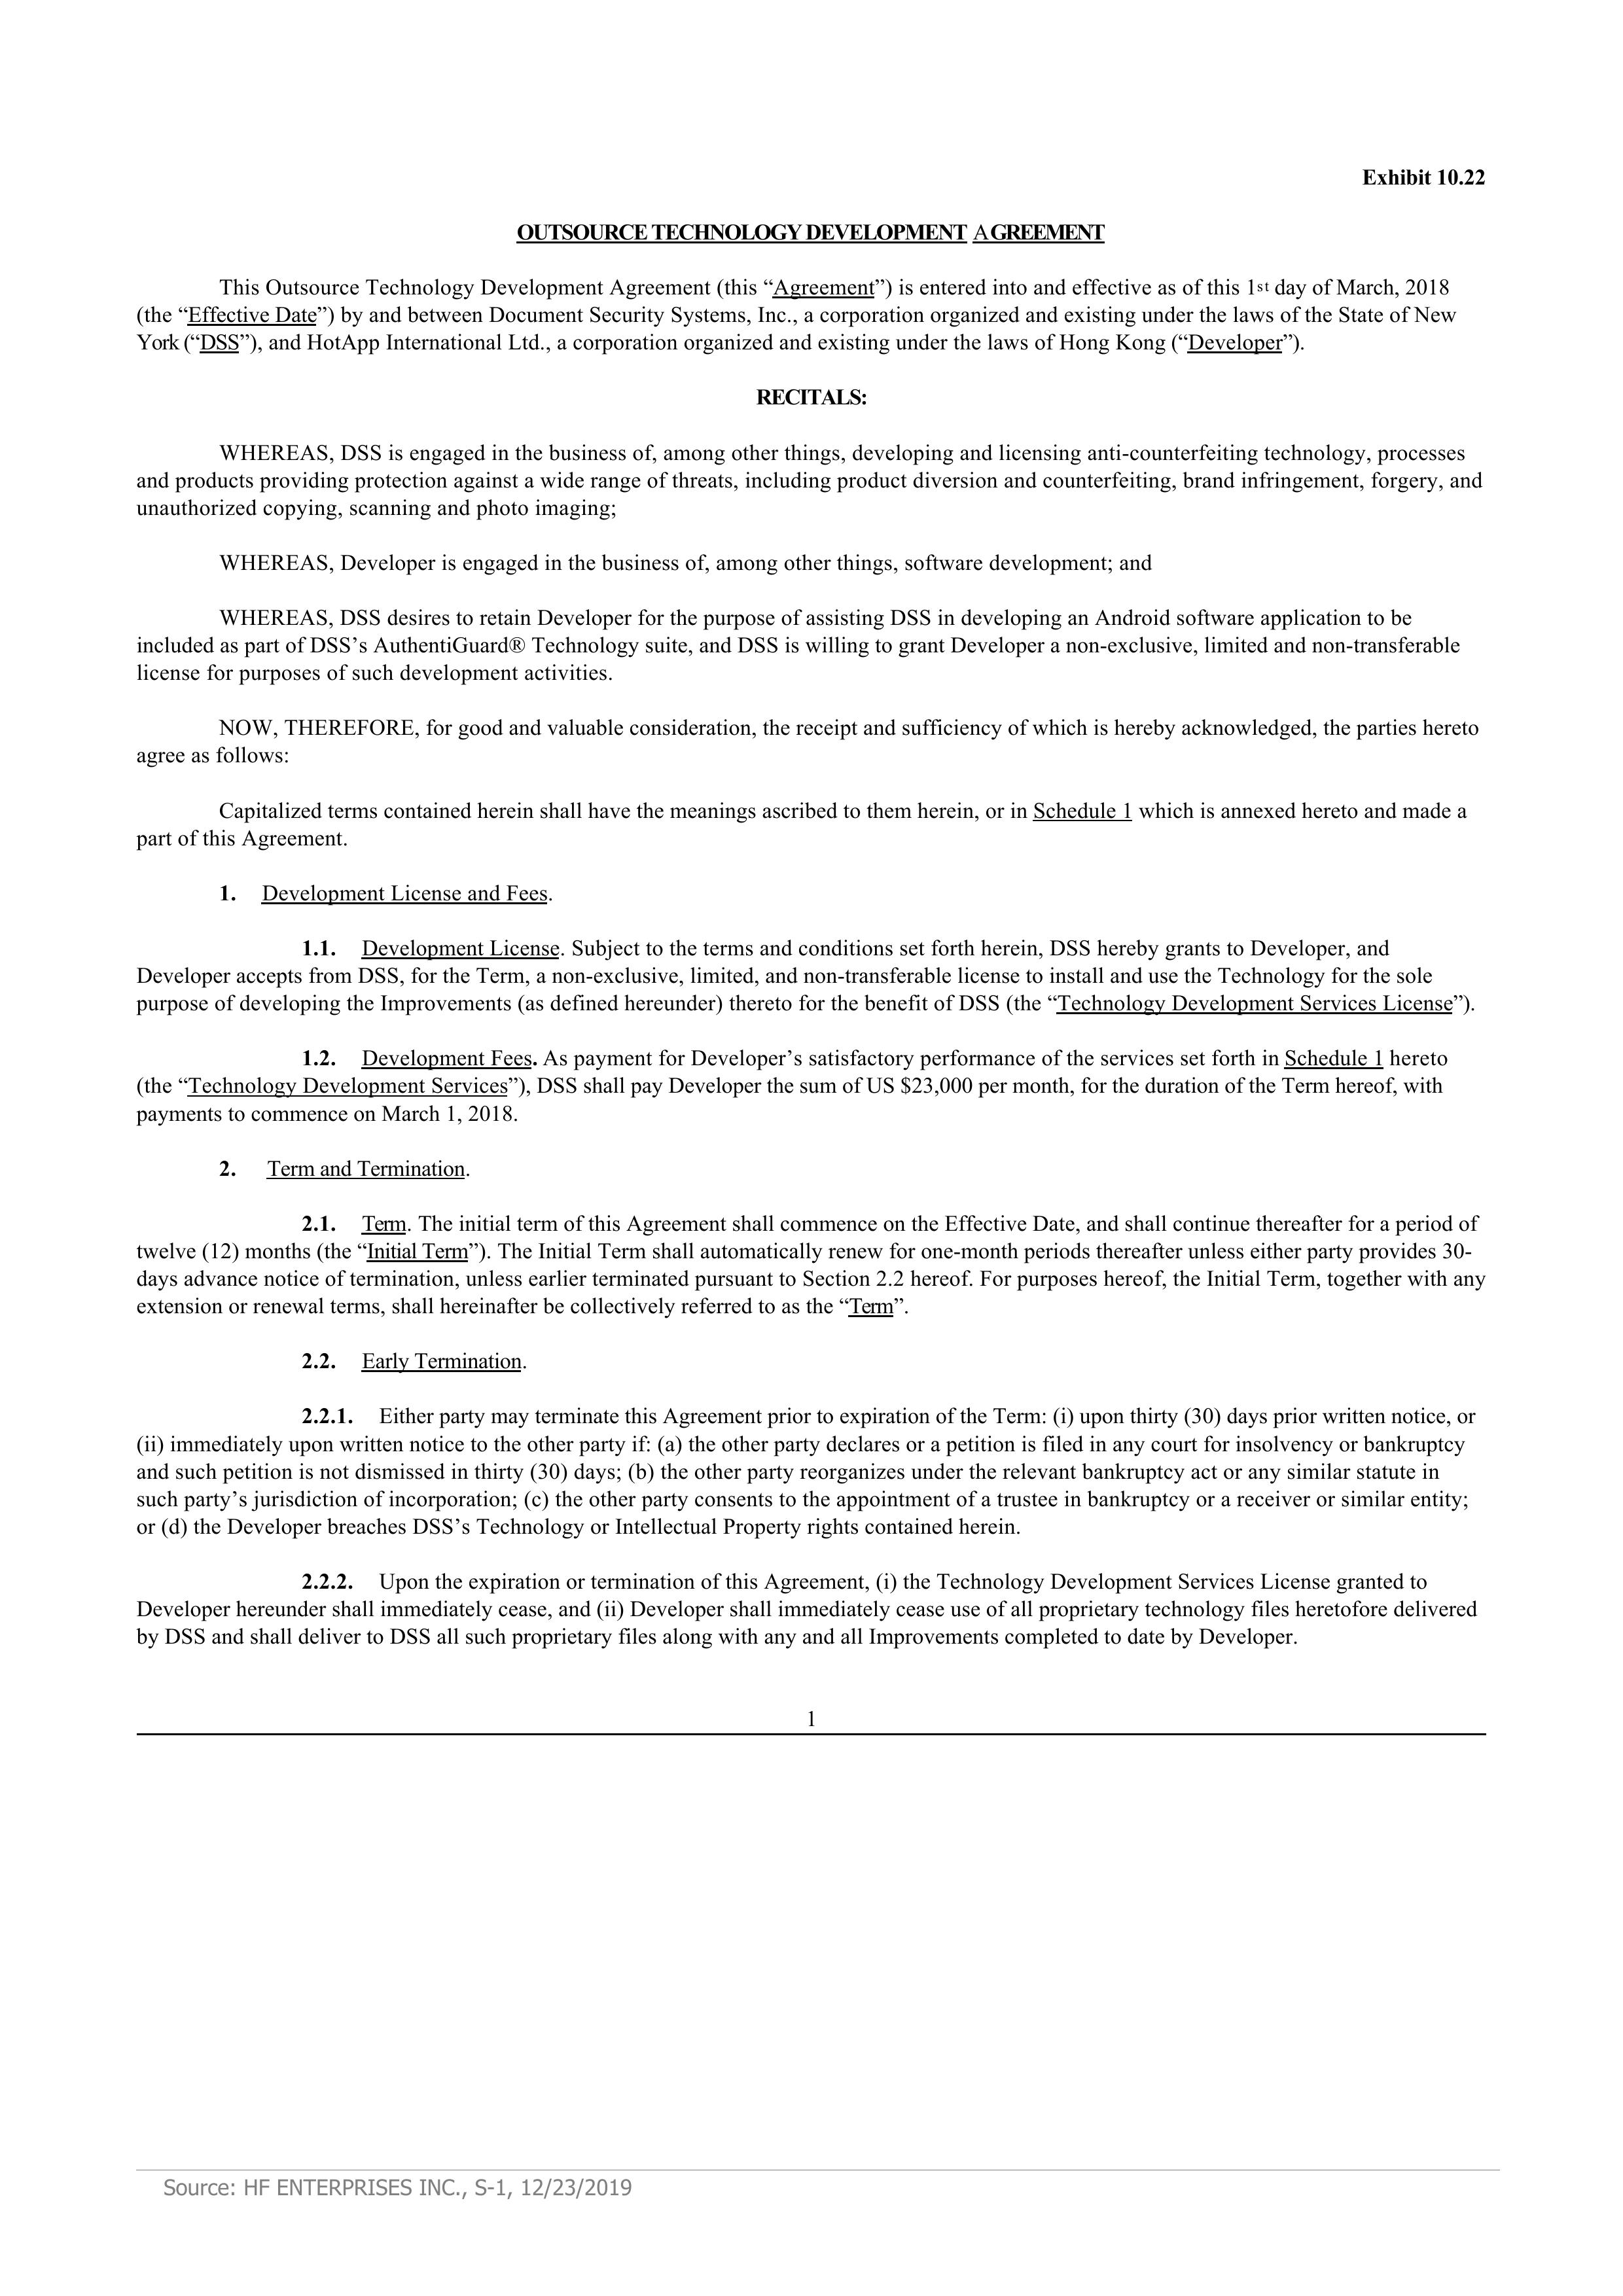 Exhibit 10.22
OUTSOURCE TECHNOLOGY DEVELOPMENT AGREEMENT
This Outsource Technology Development Agreement (this “Agreement”) is entered into and effective as of this 1st day of March, 2018
(the “Effective Date”) by and between Document Security Systems, Inc., a corporation organized and existing under the laws of the State of New
York (“DSS”), and HotApp International Ltd., a corporation organized and existing under the laws of Hong Kong (“Developer”).
RECITALS:
WHEREAS, DSS is engaged in the business of, among other things, developing and licensing anti-counterfeiting technology, processes
and products providing protection against a wide range of threats, including product diversion and counterfeiting, brand infringement, forgery, and
unauthorized copying, scanning and photo imaging;
WHEREAS, Developer is engaged in the business of, among other things, software development; and
WHEREAS, DSS desires to retain Developer for the purpose of assisting DSS in developing an Android software application to be
included as part of DSS’s AuthentiGuard® Technology suite, and DSS is willing to grant Developer a non-exclusive, limited and non-transferable
license for purposes of such development activities.
NOW, THEREFORE, for good and valuable consideration, the receipt and sufficiency of which is hereby acknowledged, the parties hereto
agree as follows:
Capitalized terms contained herein shall have the meanings ascribed to them herein, or in Schedule 1 which is annexed hereto and made a
part of this Agreement.
1. Development License and Fees.
1.1. Development License. Subject to the terms and conditions set forth herein, DSS hereby grants to Developer, and
Developer accepts from DSS, for the Term, a non-exclusive, limited, and non-transferable license to install and use the Technology for the sole
purpose of developing the Improvements (as defined hereunder) thereto for the benefit of DSS (the “Technology Development Services License”).
1.2. Development Fees. As payment for Developer’s satisfactory performance of the services set forth in Schedule 1 hereto
(the “Technology Development Services”), DSS shall pay Developer the sum of US $23,000 per month, for the duration of the Term hereof, with
payments to commence on March 1, 2018.
2. Term and Termination.
2.1. Term. The initial term of this Agreement shall commence on the Effective Date, and shall continue thereafter for a period of
twelve (12) months (the “Initial Term”). The Initial Term shall automatically renew for one-month periods thereafter unless either party provides 30-
days advance notice of termination, unless earlier terminated pursuant to Section 2.2 hereof. For purposes hereof, the Initial Term, together with any
extension or renewal terms, shall hereinafter be collectively referred to as the “Term”.
2.2. Early Termination.
2.2.1. Either party may terminate this Agreement prior to expiration of the Term: (i) upon thirty (30) days prior written notice, or
(ii) immediately upon written notice to the other party if: (a) the other party declares or a petition is filed in any court for insolvency or bankruptcy
and such petition is not dismissed in thirty (30) days; (b) the other party reorganizes under the relevant bankruptcy act or any similar statute in
such party’s jurisdiction of incorporation; (c) the other party consents to the appointment of a trustee in bankruptcy or a receiver or similar entity;
or (d) the Developer breaches DSS’s Technology or Intellectual Property rights contained herein.
2.2.2. Upon the expiration or termination of this Agreement, (i) the Technology Development Services License granted to
Developer hereunder shall immediately cease, and (ii) Developer shall immediately cease use of all proprietary technology files heretofore delivered
by DSS and shall deliver to DSS all such proprietary files along with any and all Improvements completed to date by Developer.
1
Source: HF ENTERPRISES INC., S-1, 12/23/2019